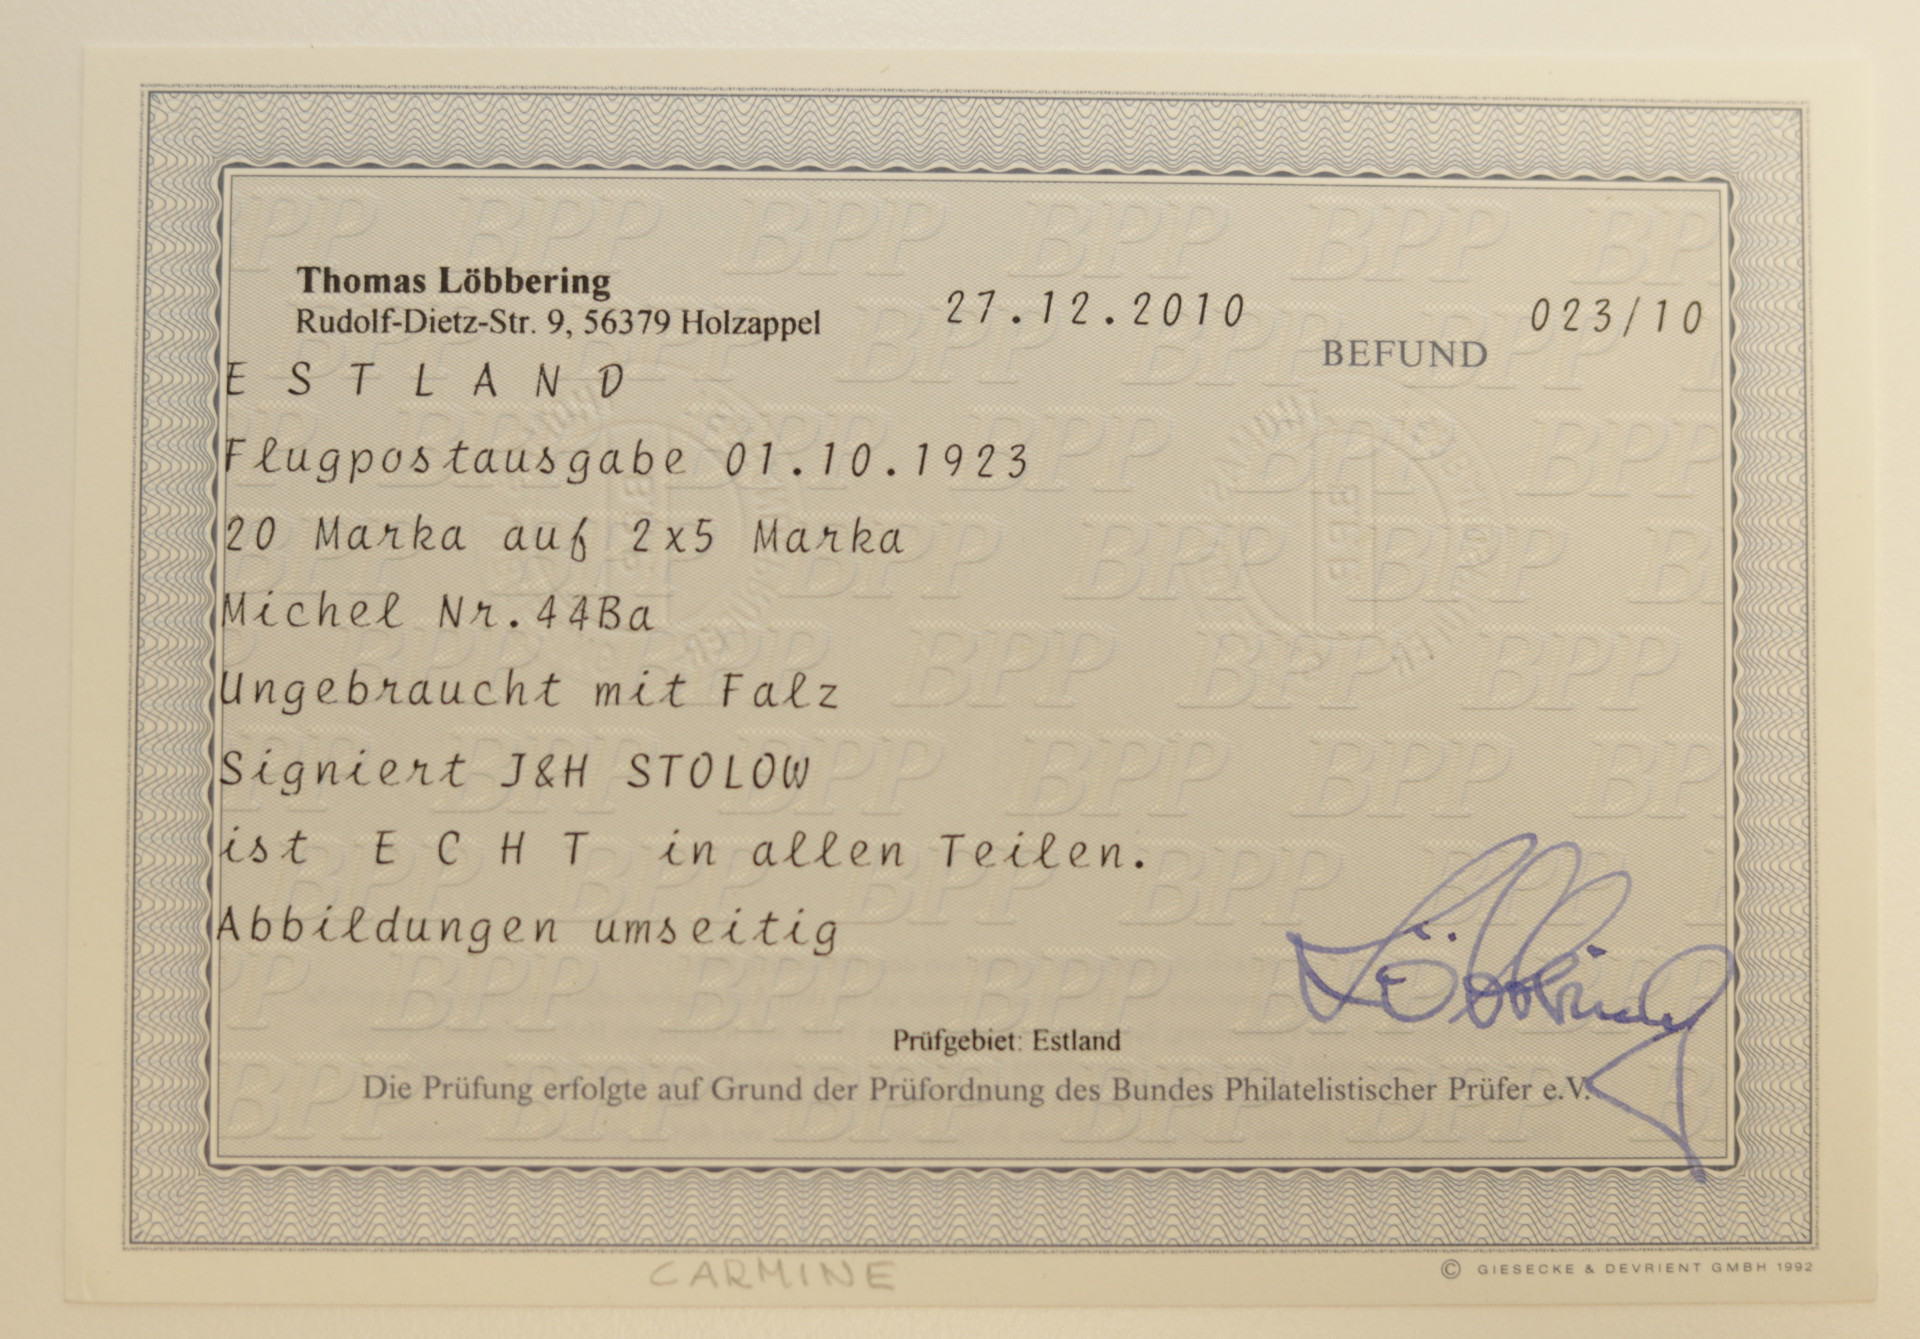 Thomas Löbbering
Rudolf-Dietz-Str. 9, 56379 Holzappel
27.12.2010
023/10
BEFUND
E S T L A N D
Flugpostausgabe 01.10.1923
20 Marka auf 2x5 Marka
Michel Nr.44Ba
Ungebraucht mit Falz
Signiert J&H STOLOW
ist E C H T in allen Teilen.
Abbildungen umseitig
Löbbering
Prüfgebiet: Estland
Die Prüfung erfolgte auf Grund der Prüfordnung des Bundes Philatelistischer Prüfer e.V.
CARMINE
© GIESECKE & DEVRIENT GMBH 1992